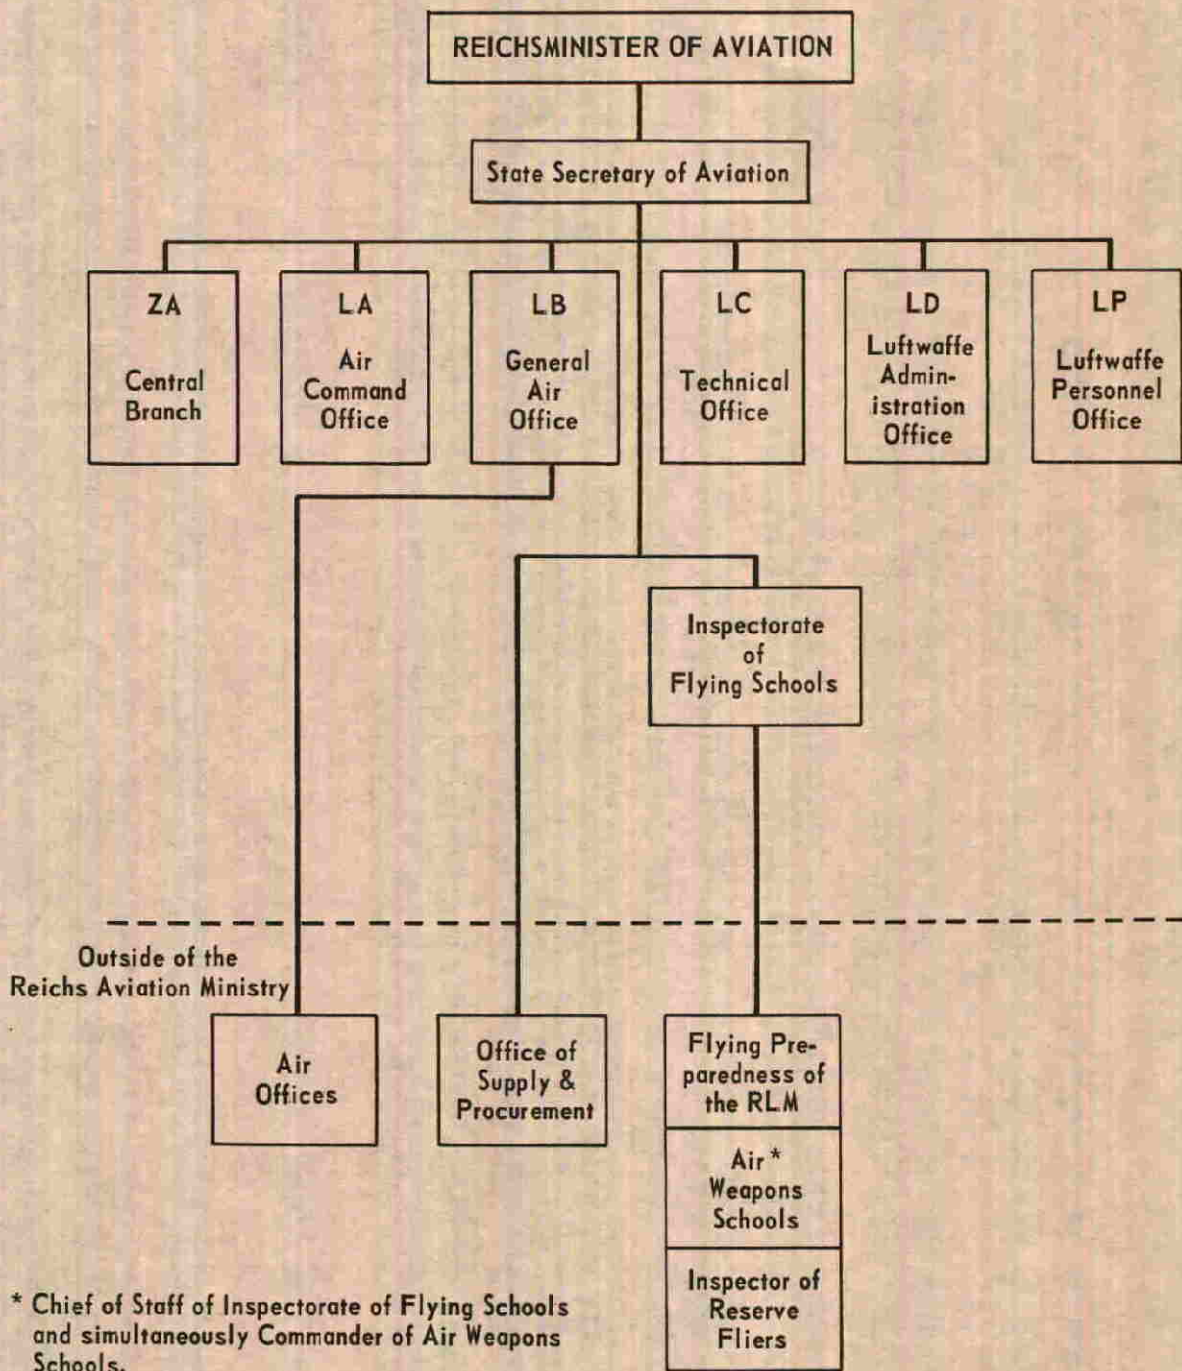 REICHSMINISTER OF AVIATION
State Secretary of Aviation
ZA
Central
Branch
LA
Air
Command
Office
LB
General
Air
Office
LC
Technical
Office
LD
Luftwaffe
Admin-
istration
Office
LP
Luftwaffe
Personnel
Office
Inspectorate
of
Flying Schools
Outside of the
Reichs Aviation Ministry
Air
Offices
Office of
Supply &
Procurement
Flying Pre-
paredness of
the RLM
Air*
Weapons
Schools
Inspector of
Reserve
Fliers
* Chief of Staff of Inspectorate of Flying Schools
and simultaneously Commander of Air Weapons
Schools.